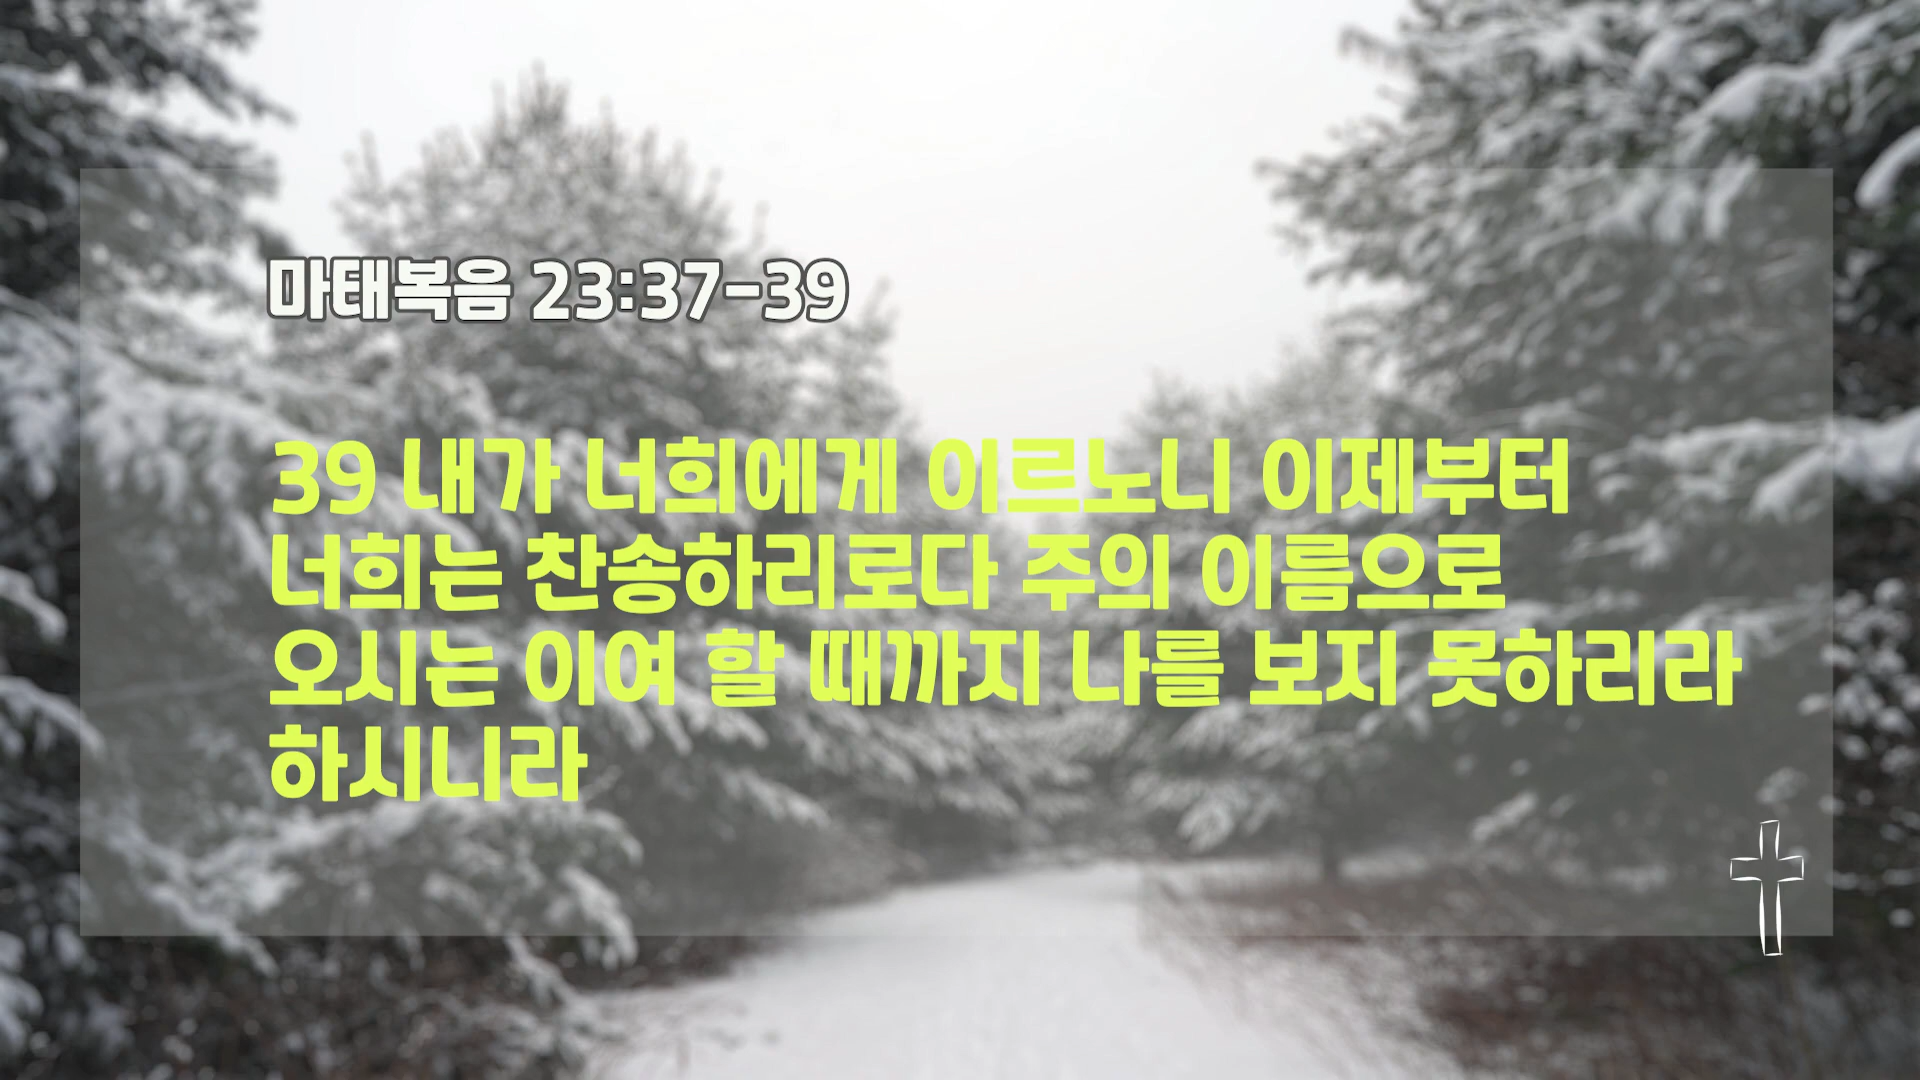 마태복음 23:37-39
39 내가 너희에게 이르노니 이제부터
너희는 찬송하리로다 주의 이름으로
오시는 이여 할 때까지 나를 보지 못하리라
하시니라